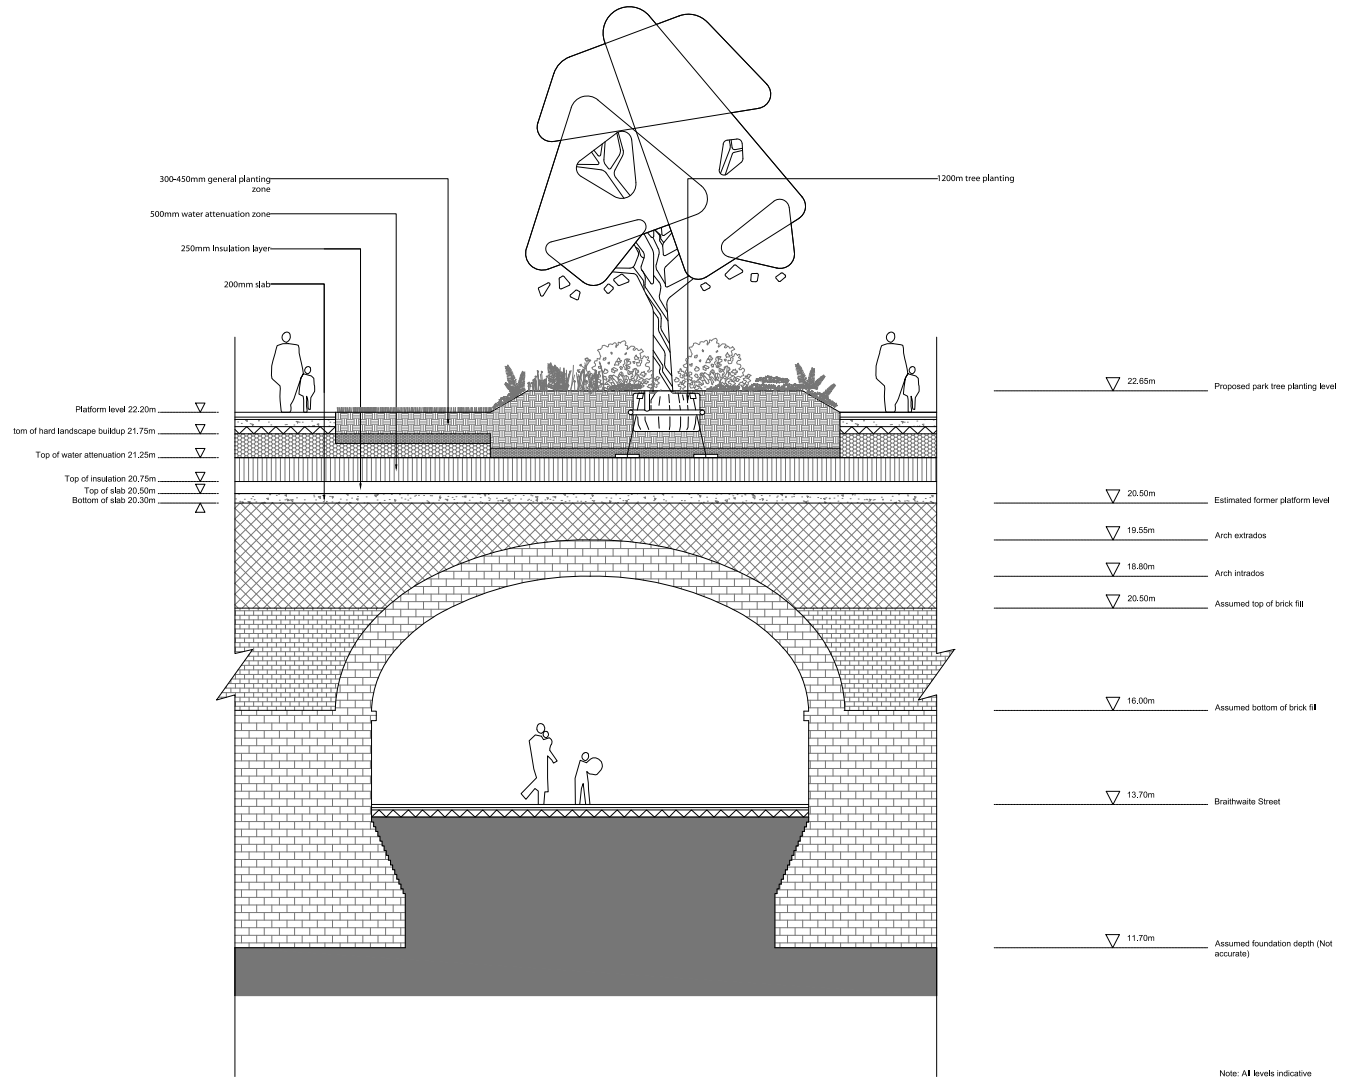 300-450mm general planting
zone
500mm water attenuation zone
250mm Insulation layer
200mm slab
1200m tree planting
Platform level 22.20m
tom of hard landscape buildup 21.75m
Top of water attenuation 21.25m
Top of insulation 20.75m
Top of slab 20.50m
Bottom of slab 20.30m
22.65m
Proposed park tree planting level
20.50m
Estimated former platform level
19.55m
Arch extrados
18.80m
Arch intrados
20.50m
Assumed top of brick fill
16.00m
Assumed bottom of brick fill
13.70m
Braithwaite Street
11.70m
Assumed foundation depth (Not
accurate)
Note: All levels indicative